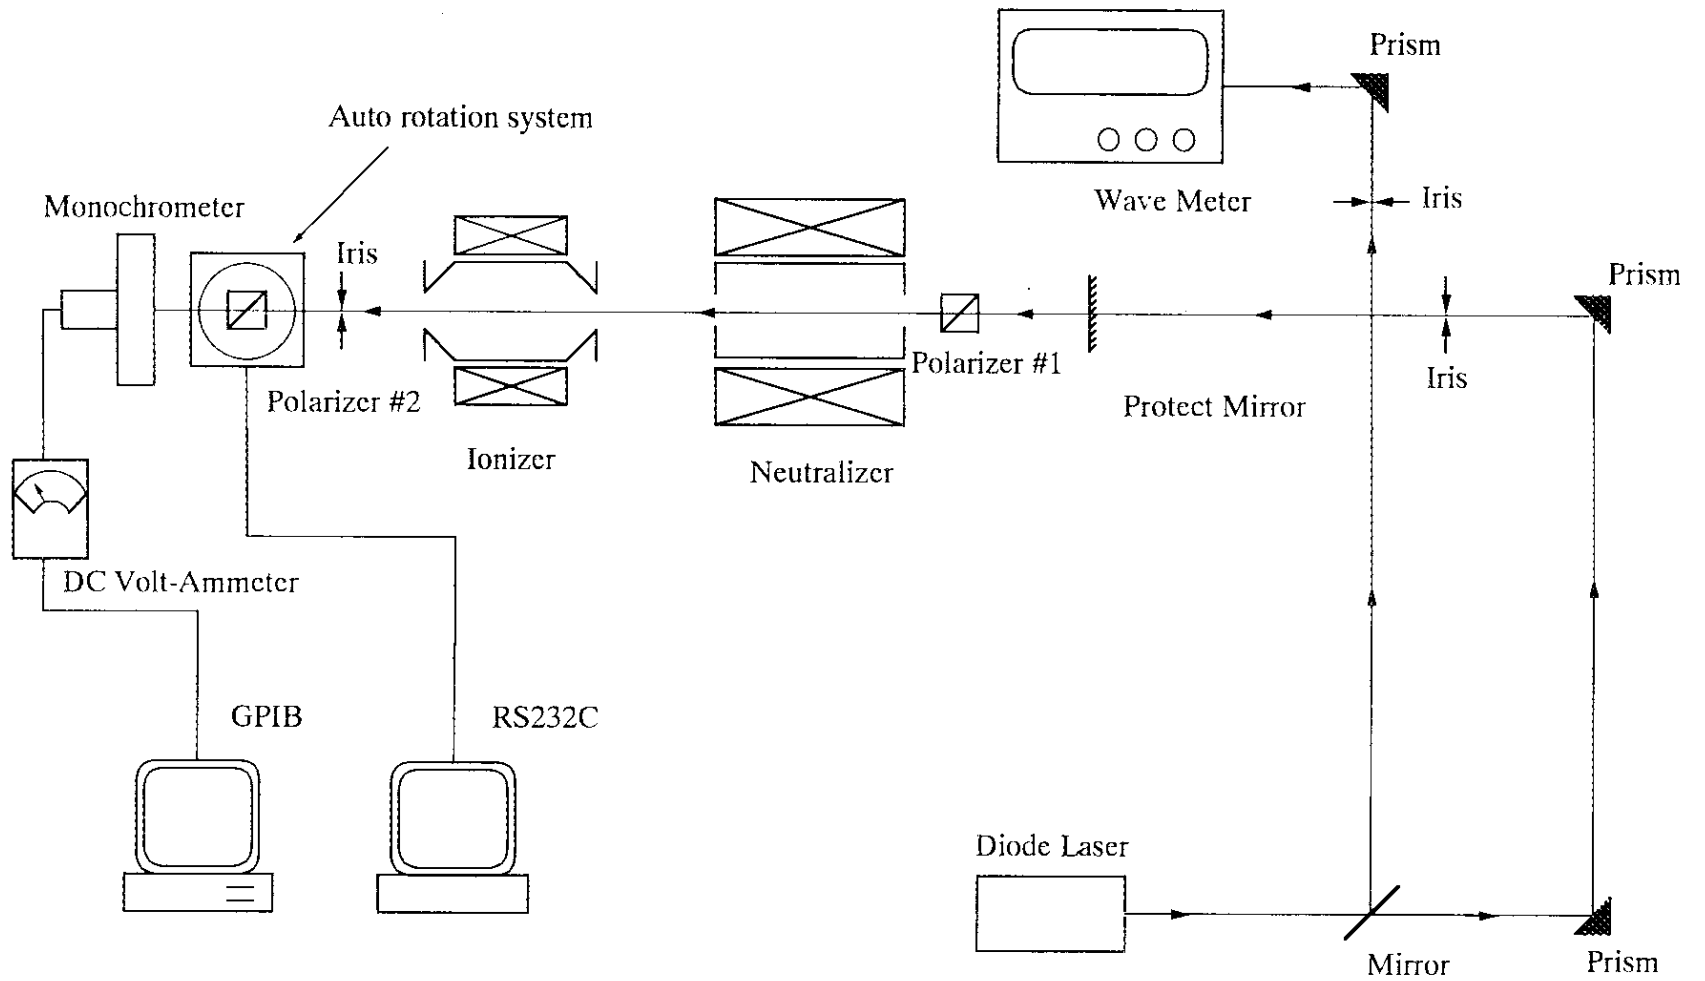 Prism
Auto rotation system
Monochrometer
Wave Meter
Iris
Iris
Prism
Polarizer #1
Iris
Polarizer #2
Protect Mirror
Ionizer
Neutralizer
DC Volt-Ammeter
GPIB
RS232C
Diode Laser
Mirror
Prism